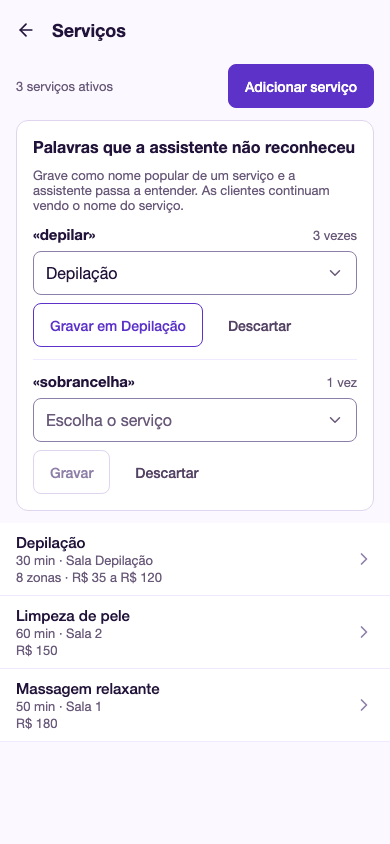 Serviços
3 serviços ativos
Adicionar serviço
Palavras que a assistente não reconheceu
Grave como nome popular de um serviço e a
assistente passa a entender. As clientes continuam
vendo o nome do serviço.
«depilar»
3 vezes
Depilação
Gravar em Depilação
Descartar
«sobrancelha»
1 vez
Escolha o serviço
Gravar
Descartar
Depilação
30 min · Sala Depilação
8 zonas · R$ 35 a R$ 120
Limpeza de pele
60 min · Sala 2
R$ 150
Massagem relaxante
50 min · Sala 1
R$ 180